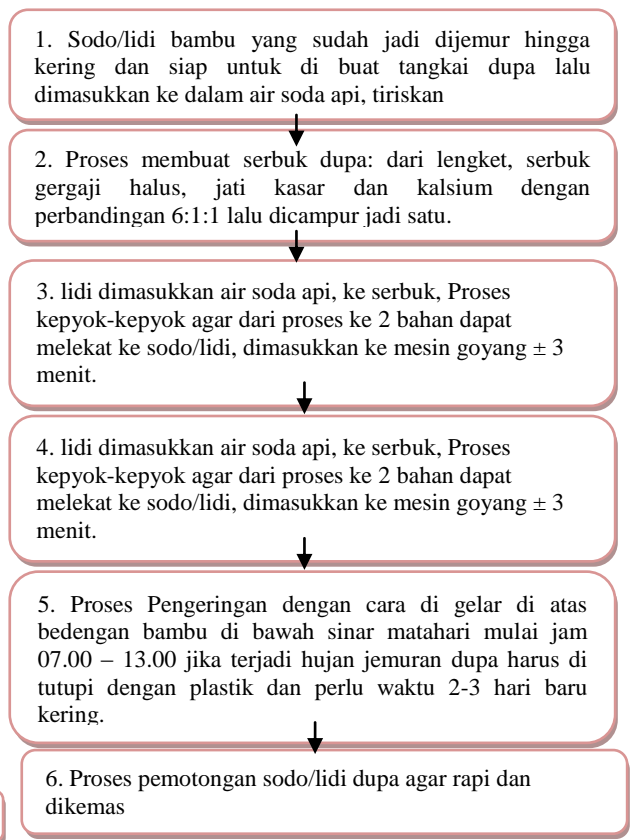 1. Sodo/lidi bambu yang sudah jadi dijemur hingga
kering dan siap untuk di buat tangkai dupa lalu
dimasukkan ke dalam air soda api, tiriskan
2. Proses membuat serbuk dupa: dari lengket, serbuk
gergaji halus, jati kasar dan kalsium dengan
perbandingan 6:1:1 lalu dicampur jadi satu.
3. lidi dimasukkan air soda api, ke serbuk, Proses
kepyok-kepyok agar dari proses ke 2 bahan dapat
melekat ke sodo/lidi, dimasukkan ke mesin goyang ± 3
menit.
4. lidi dimasukkan air soda api, ke serbuk, Proses
kepyok-kepyok agar dari proses ke 2 bahan dapat
melekat ke sodo/lidi, dimasukkan ke mesin goyang ± 3
menit.
5. Proses Pengeringan dengan cara di gelar di atas
bedengan bambu di bawah sinar matahari mulai jam
07.00 – 13.00 jika terjadi hujan jemuran dupa harus di
tutupi dengan plastik dan perlu waktu 2-3 hari baru
kering.
6. Proses pemotongan sodo/lidi dupa agar rapi dan
dikemas